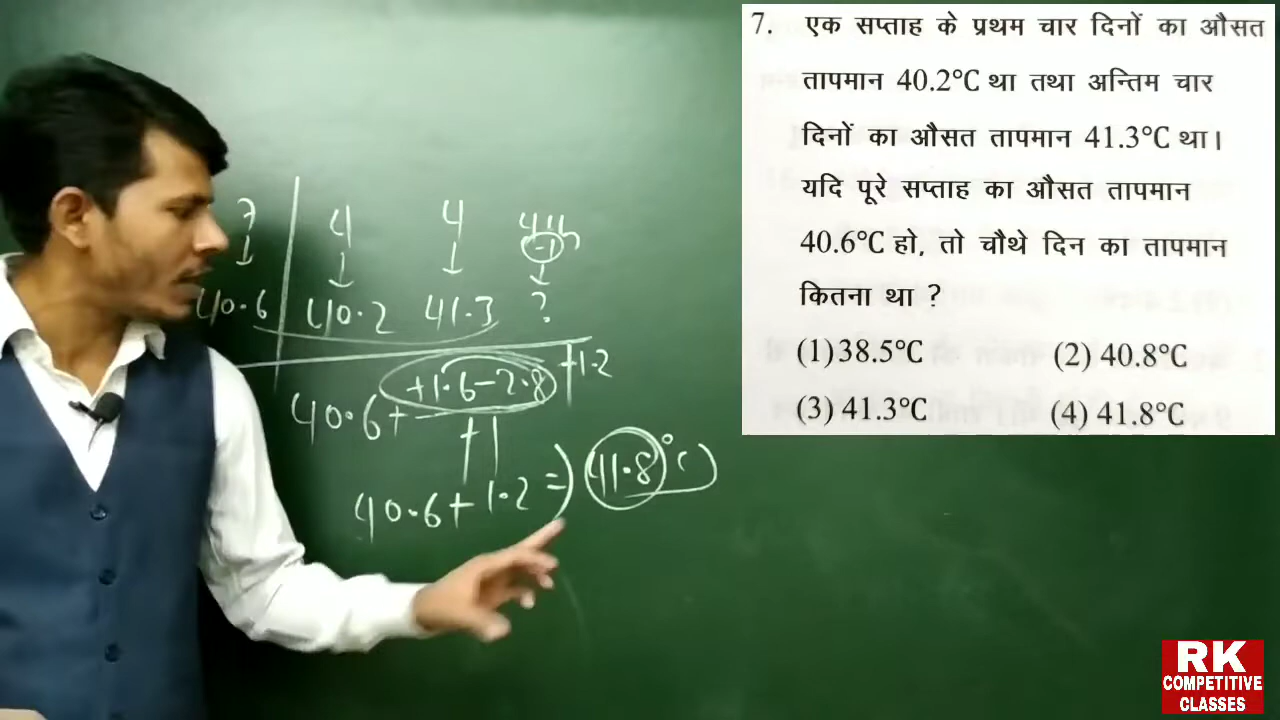 7. एक सप्ताह के प्रथम चार दिनों का औसत
तापमान 40.2°C था तथा अन्तिम चार
दिनों का औसत तापमान 41.3°C था।
यदि पूरे सप्ताह का औसत तापमान
40.6°C हो, तो चौथे दिन का तापमान
कितना था ?
(1) 38.5°C (2) 40.8°C
(3) 41.3°C (4) 41.8°C
7 4 4
-1
40.6 40.2 41.3 ?
+1.2
40.6+ +1.6-2.8
+1
40.6+1.2 => 41.8°C
RK
COMPETITIVE
CLASSES